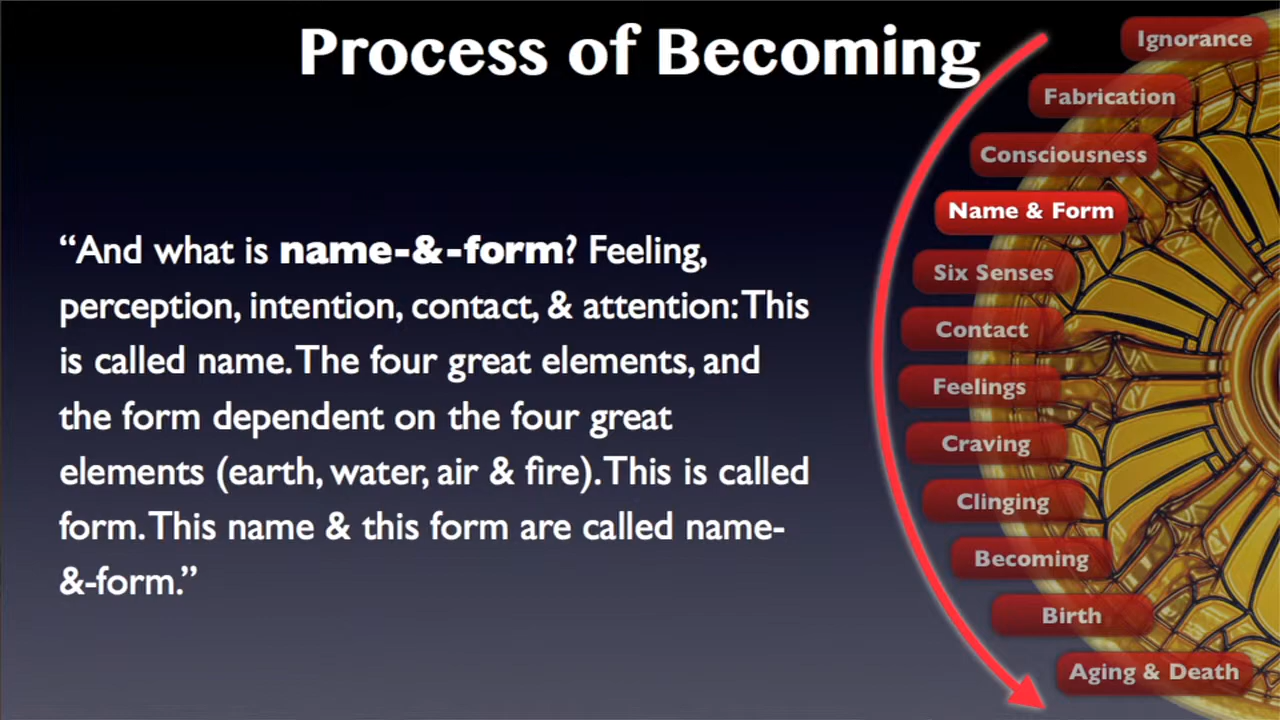 Process of Becoming
“And what is name-&-form? Feeling,
perception, intention, contact, & attention: This
is called name. The four great elements, and
the form dependent on the four great
elements (earth, water, air & fire). This is called
form. This name & this form are called name-
&-form.”
Ignorance
Fabrication
Consciousness
Name & Form
Six Senses
Contact
Feelings
Craving
Clinging
Becoming
Birth
Aging & Death